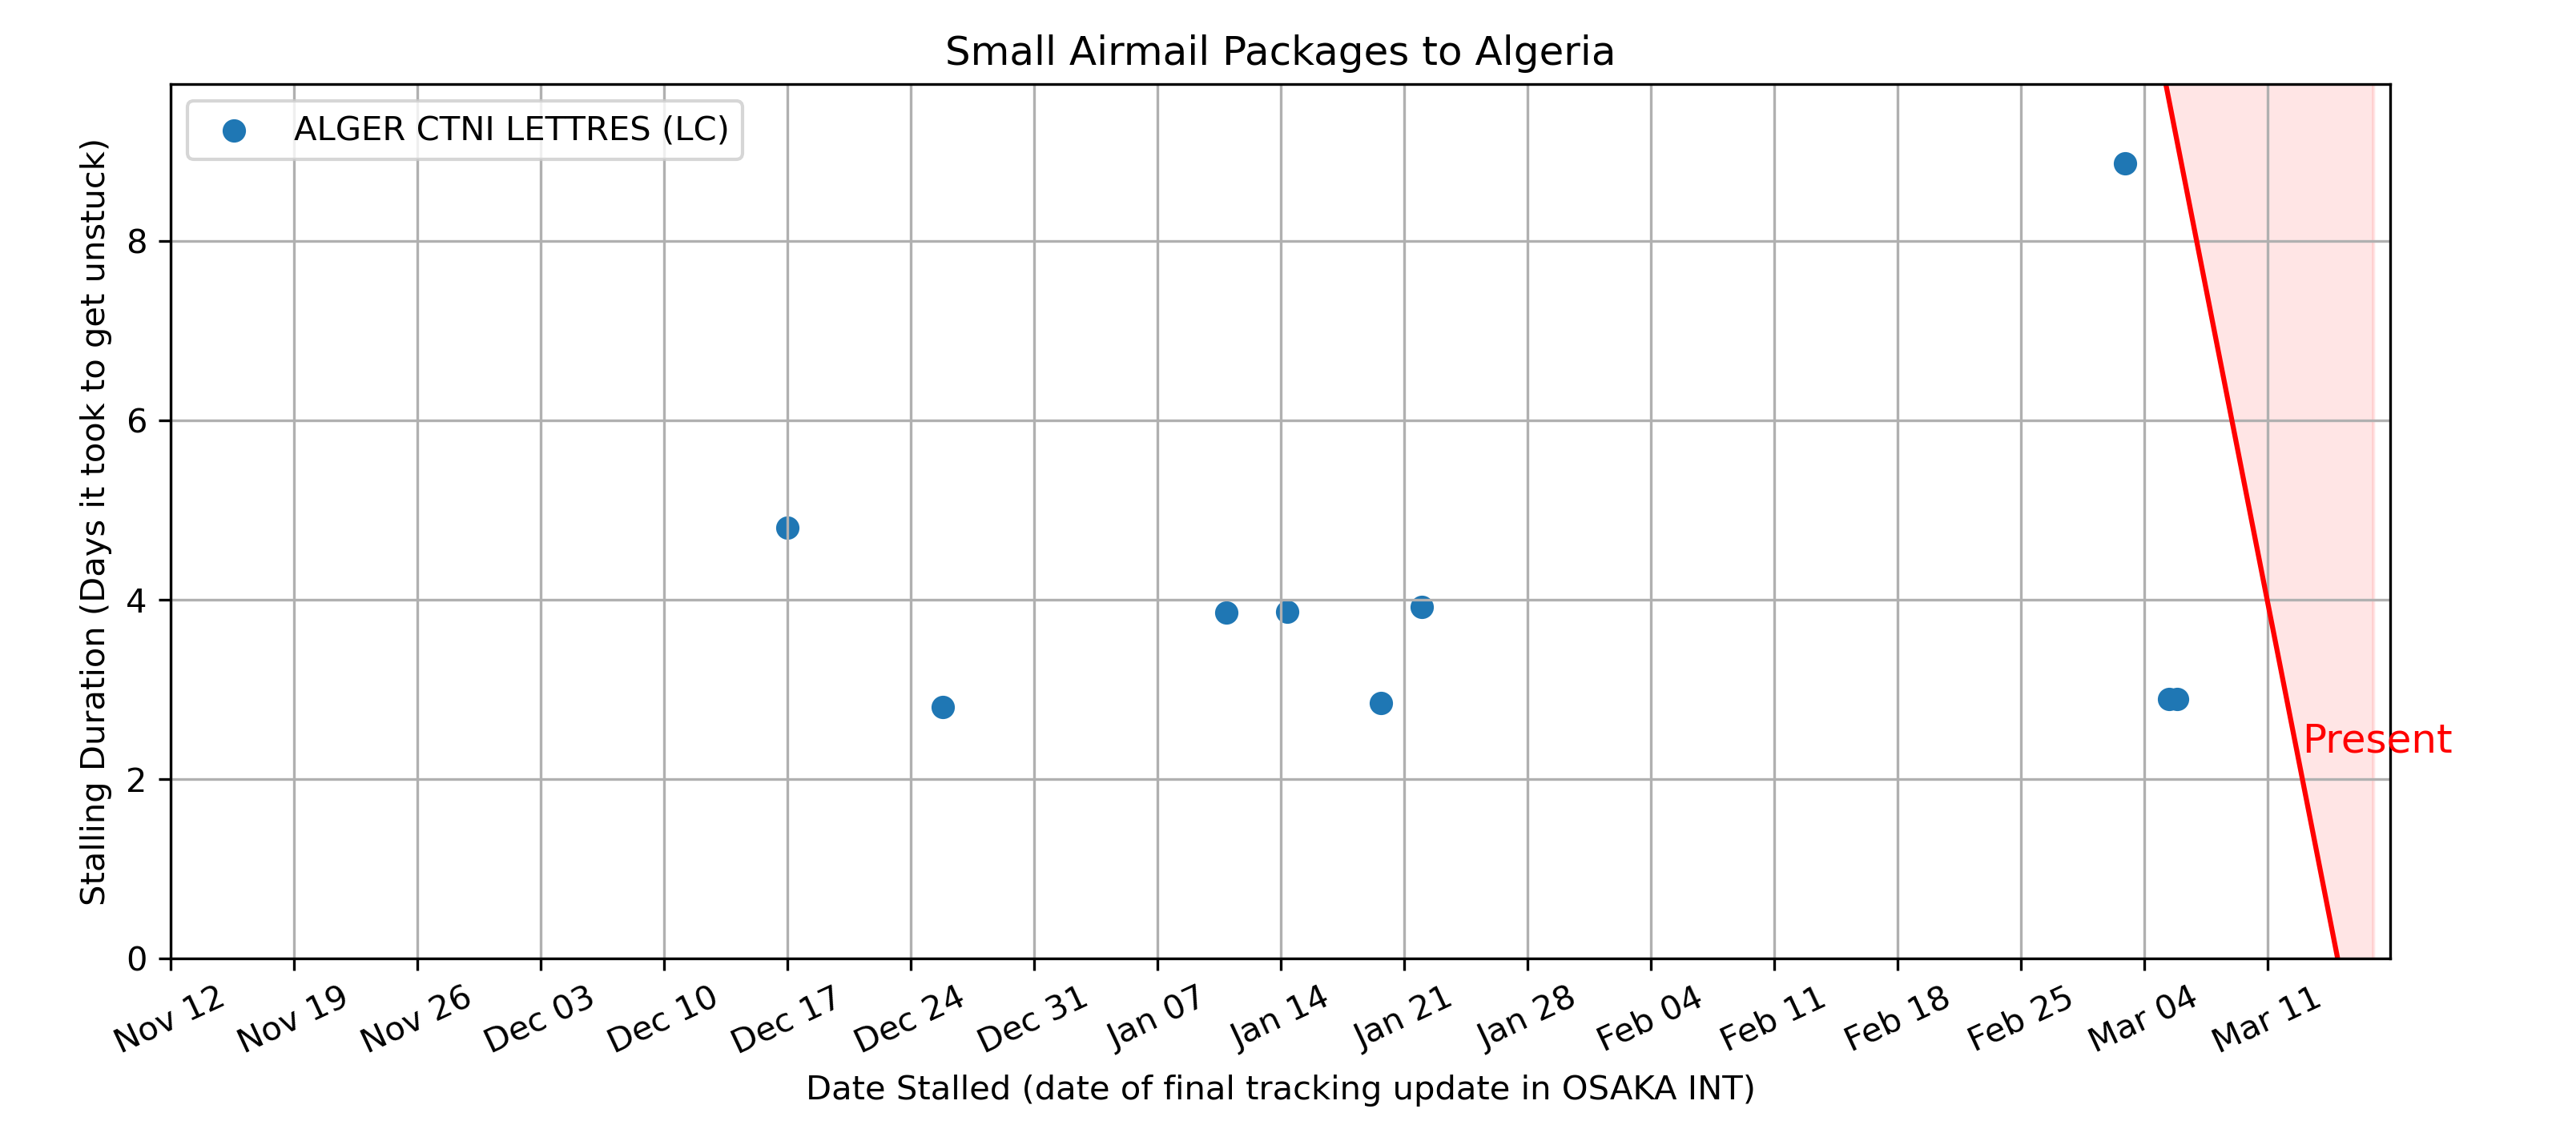 Small Airmail Packages to Algeria
ALGER CTNI LETTRES (LC)
Stalling Duration (Days it took to get unstuck)
8
6
4
2
0
Present
Nov 12 Nov 19 Nov 26 Dec 03 Dec 10 Dec 17 Dec 24 Dec 31 Jan 07 Jan 14 Jan 21 Jan 28 Feb 04 Feb 11 Feb 18 Feb 25 Mar 04 Mar 11
Date Stalled (date of final tracking update in OSAKA INT)